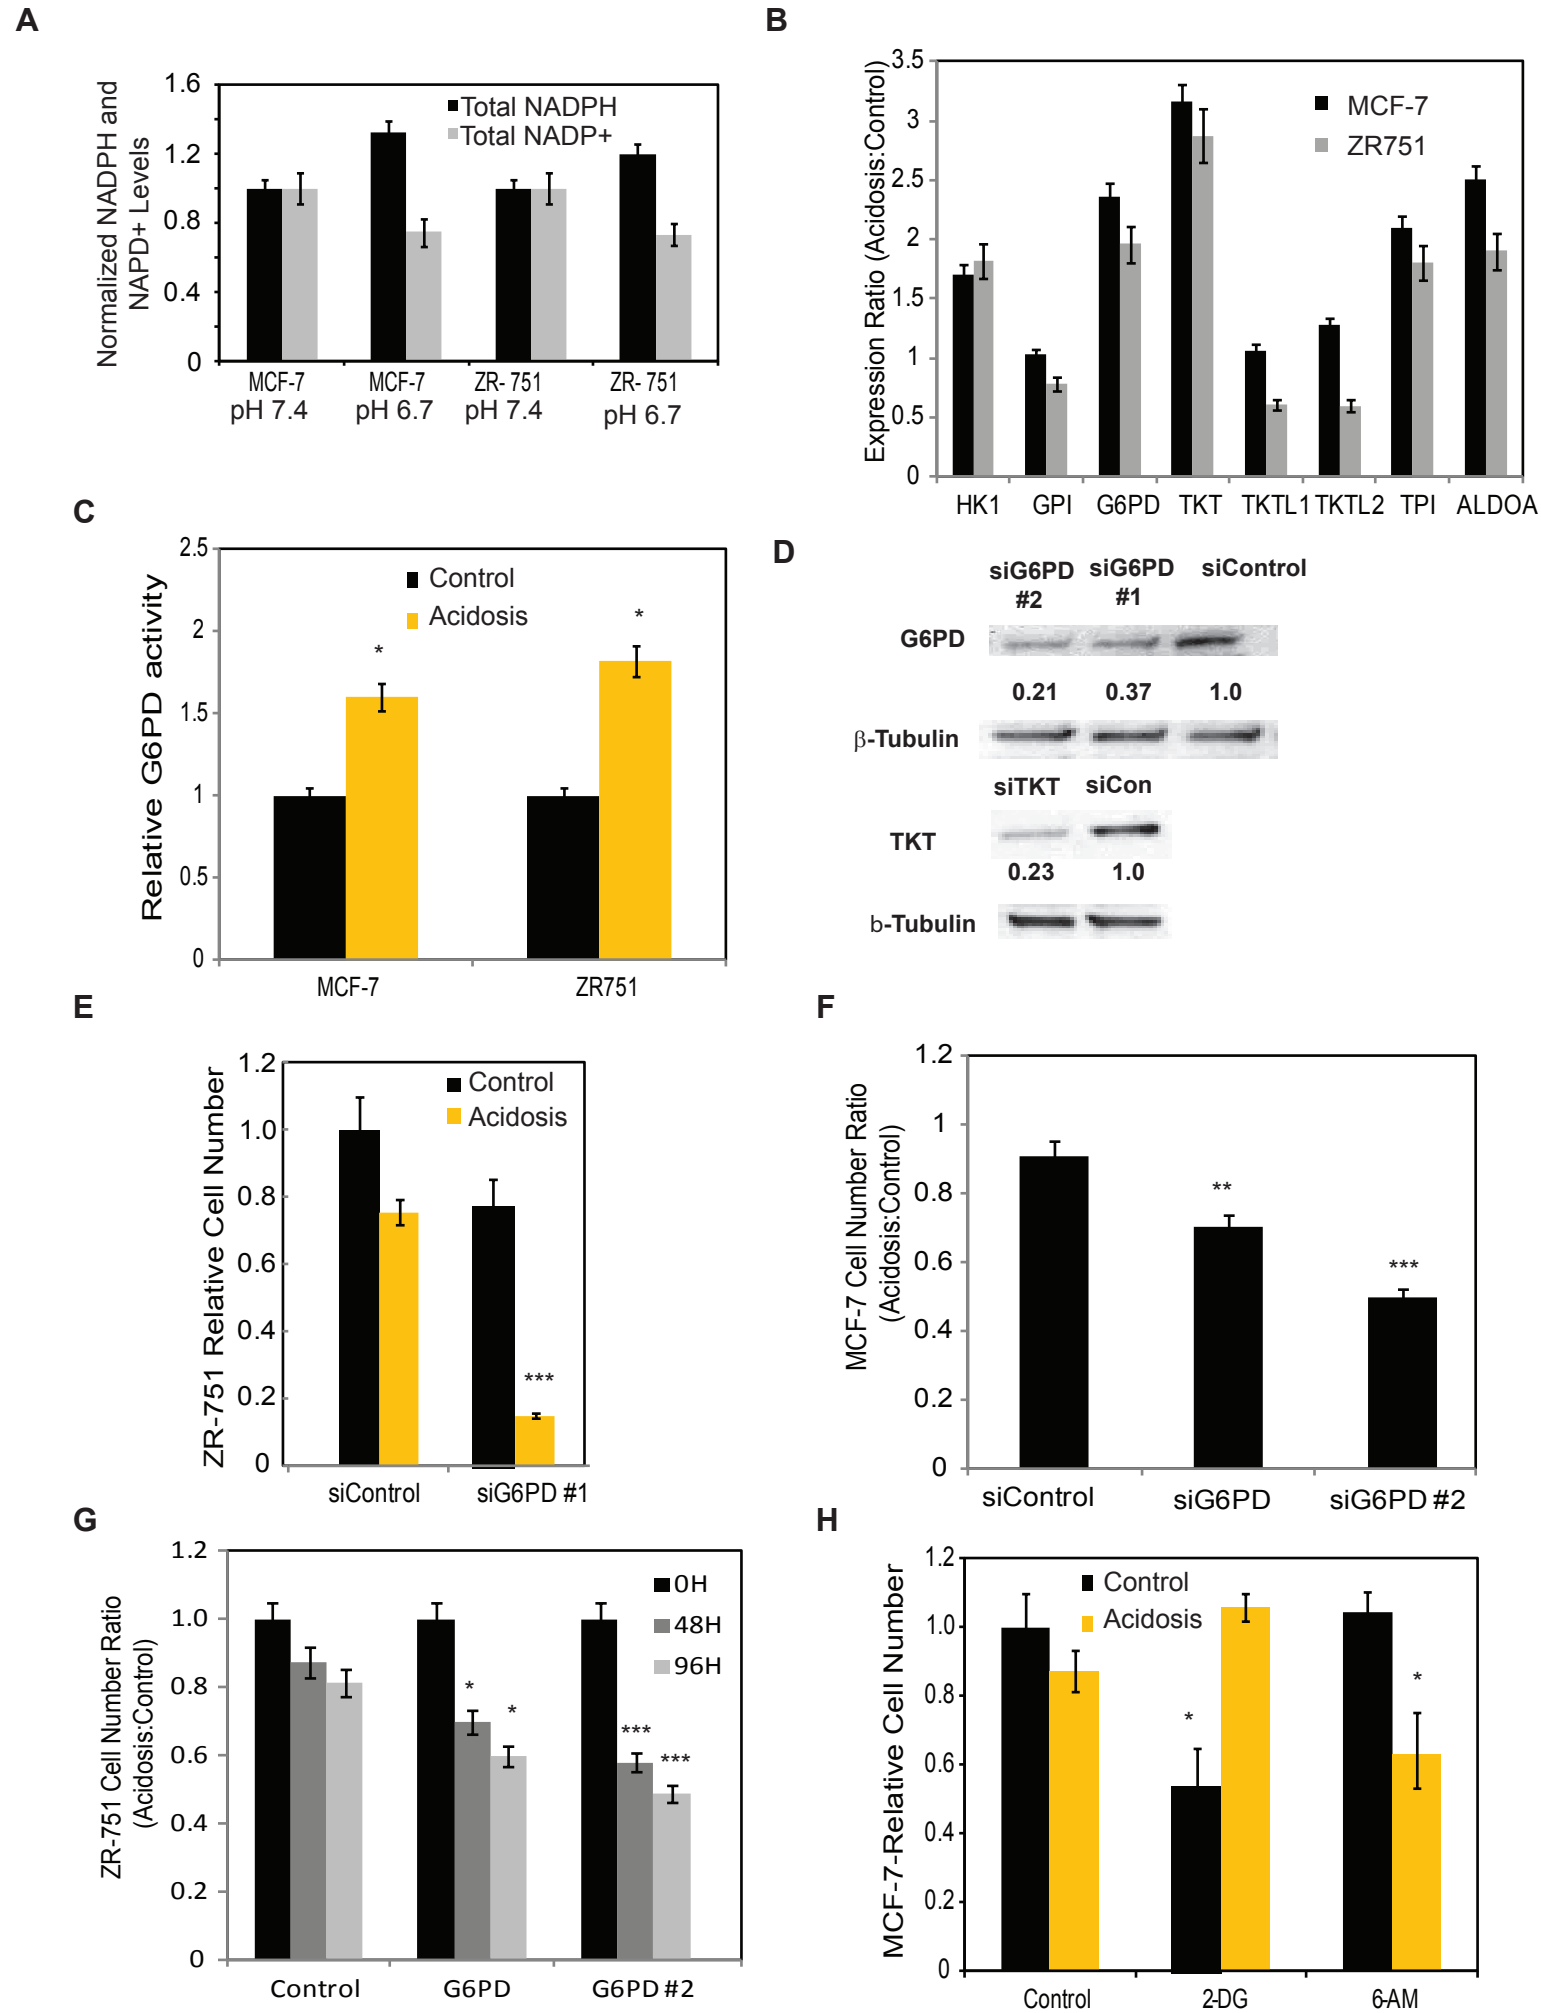 A
Normalized NADPH and
NAPD+ Levels
1.6
1.2
0.8
0.4
0
Total NADPH
Total NADP+
MCF-7 MCF-7 ZR- 751 ZR- 751
pH 7.4 pH 6.7 pH 7.4 pH 6.7
B
Expression Ratio (Acidosis:Control)
3.5
3
2.5
2
1.5
1
0.5
0
MCF-7
ZR751
HK1 GPI G6PD TKT TKTL1 TKTL2 TPI ALDOA
C
Relative G6PD activity
2.5
2
1.5
1
0.5
0
Control
Acidosis
*
*
MCF-7 ZR751
D
siG6PD siG6PD siControl
#2 #1
G6PD
0.21 0.37 1.0
β-Tubulin
siTKT siCon
TKT
0.23 1.0
b-Tubulin
E
ZR-751 Relative Cell Number
1.2
1.0
0.8
0.6
0.4
0.2
0
Control
Acidosis
***
siControl siG6PD #1
F
MCF-7 Cell Number Ratio
(Acidosis:Control)
1.2
1
0.8
0.6
0.4
0.2
0
**
***
siControl siG6PD siG6PD #2
G
ZR-751 Cell Number Ratio
(Acidosis:Control)
1.2
1.0
0.8
0.6
0.4
0.2
0
0H
48H
96H
*
*
***
***
Control G6PD G6PD #2
H
MCF-7-Relative Cell Number
1.2
1.0
0.8
0.6
0.4
0.2
0
Control
Acidosis
*
*
Control 2-DG 6-AM